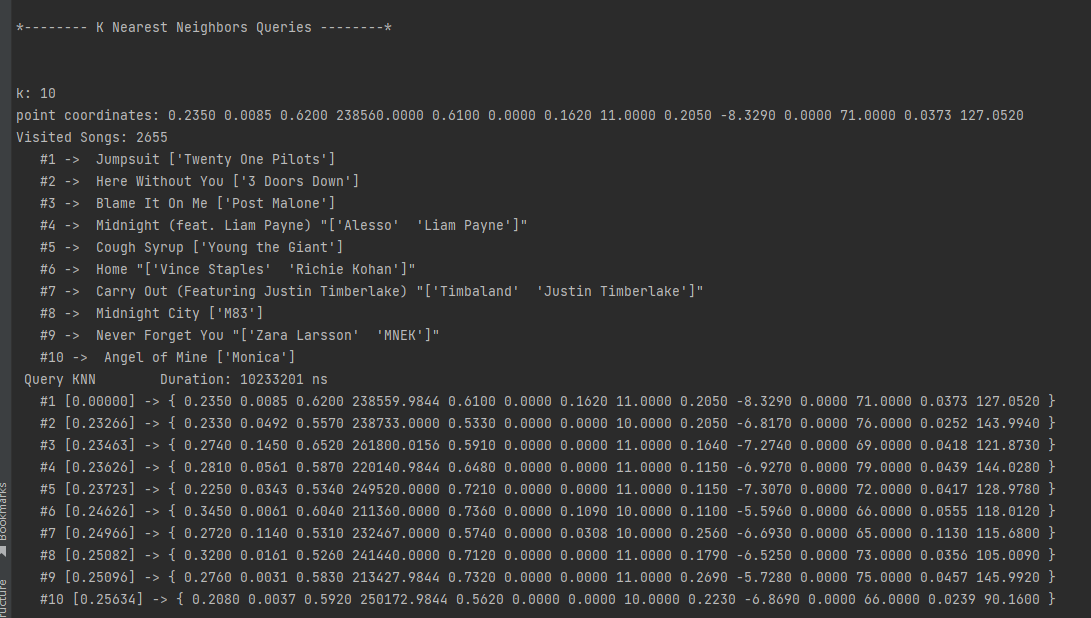 *-------- K Nearest Neighbors Queries --------*
k: 10
point coordinates: 0.2350 0.0085 0.6200 238560.0000 0.6100 0.0000 0.1620 11.0000 0.2050 -8.3290 0.0000 71.0000 0.0373 127.0520
Visited Songs: 2655
#1 -> Jumpsuit ['Twenty One Pilots']
#2 -> Here Without You ['3 Doors Down']
#3 -> Blame It On Me ['Post Malone']
#4 -> Midnight (feat. Liam Payne) "['Alesso'  'Liam Payne']"
#5 -> Cough Syrup ['Young the Giant']
#6 -> Home "['Vince Staples'  'Richie Kohan']"
#7 -> Carry Out (Featuring Justin Timberlake) "['Timbaland'  'Justin Timberlake']"
#8 -> Midnight City ['M83']
#9 -> Never Forget You "['Zara Larsson'  'MNEK']"
#10 -> Angel of Mine ['Monica']
Query KNN Duration: 10233201 ns
#1 [0.00000] -> { 0.2350 0.0085 0.6200 238559.9844 0.6100 0.0000 0.1620 11.0000 0.2050 -8.3290 0.0000 71.0000 0.0373 127.0520 }
#2 [0.23266] -> { 0.2330 0.0492 0.5570 238733.0000 0.5330 0.0000 0.0000 10.0000 0.2050 -6.8170 0.0000 76.0000 0.0252 143.9940 }
#3 [0.23463] -> { 0.2740 0.1450 0.6520 261800.0156 0.5910 0.0000 0.0000 11.0000 0.1640 -7.2740 0.0000 69.0000 0.0418 121.8730 }
#4 [0.23626] -> { 0.2810 0.0561 0.5870 220140.9844 0.6480 0.0000 0.0000 11.0000 0.1150 -6.9270 0.0000 79.0000 0.0439 144.0280 }
#5 [0.23723] -> { 0.2250 0.0343 0.5340 249520.0000 0.7210 0.0000 0.0000 11.0000 0.1150 -7.3070 0.0000 72.0000 0.0417 128.9780 }
#6 [0.24626] -> { 0.3450 0.0061 0.6040 211360.0000 0.7360 0.0000 0.1090 10.0000 0.1100 -5.5960 0.0000 66.0000 0.0555 118.0120 }
#7 [0.24966] -> { 0.2720 0.1140 0.5310 232467.0000 0.5740 0.0000 0.0308 10.0000 0.2560 -6.6930 0.0000 65.0000 0.1130 115.6800 }
#8 [0.25082] -> { 0.3200 0.0161 0.5260 241440.0000 0.7120 0.0000 0.0000 11.0000 0.1790 -6.5250 0.0000 73.0000 0.0356 105.0090 }
#9 [0.25096] -> { 0.2760 0.0031 0.5830 213427.9844 0.7320 0.0000 0.0000 11.0000 0.2690 -5.7280 0.0000 75.0000 0.0457 145.9920 }
#10 [0.25634] -> { 0.2080 0.0037 0.5920 250172.9844 0.5620 0.0000 0.0000 10.0000 0.2230 -6.8690 0.0000 66.0000 0.0239 90.1600 }
Bookmarks